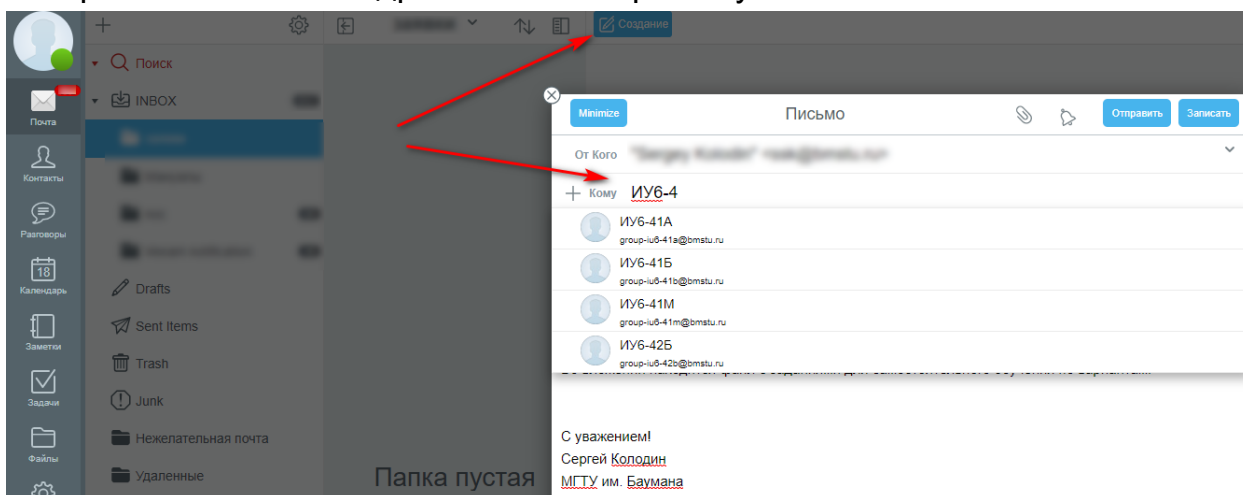 Создание
Поиск
INBOX
Почта
Контакты
Разговоры
18
Календарь
Заметки
Задачи
Файлы
Drafts
Sent Items
Trash
Junk
Нежелательная почта
Удаленные
Папка пустая
Minimize Письмо Отправить Записать
От Кого
Кому ИУ6-4
ИУ6-41А
group-iu6-41a@bmstu.ru
ИУ6-41Б
group-iu6-41b@bmstu.ru
ИУ6-41М
group-iu6-41m@bmstu.ru
ИУ6-42Б
group-iu6-42b@bmstu.ru
С уважением!
Сергей Колодин
МГТУ им. Баумана